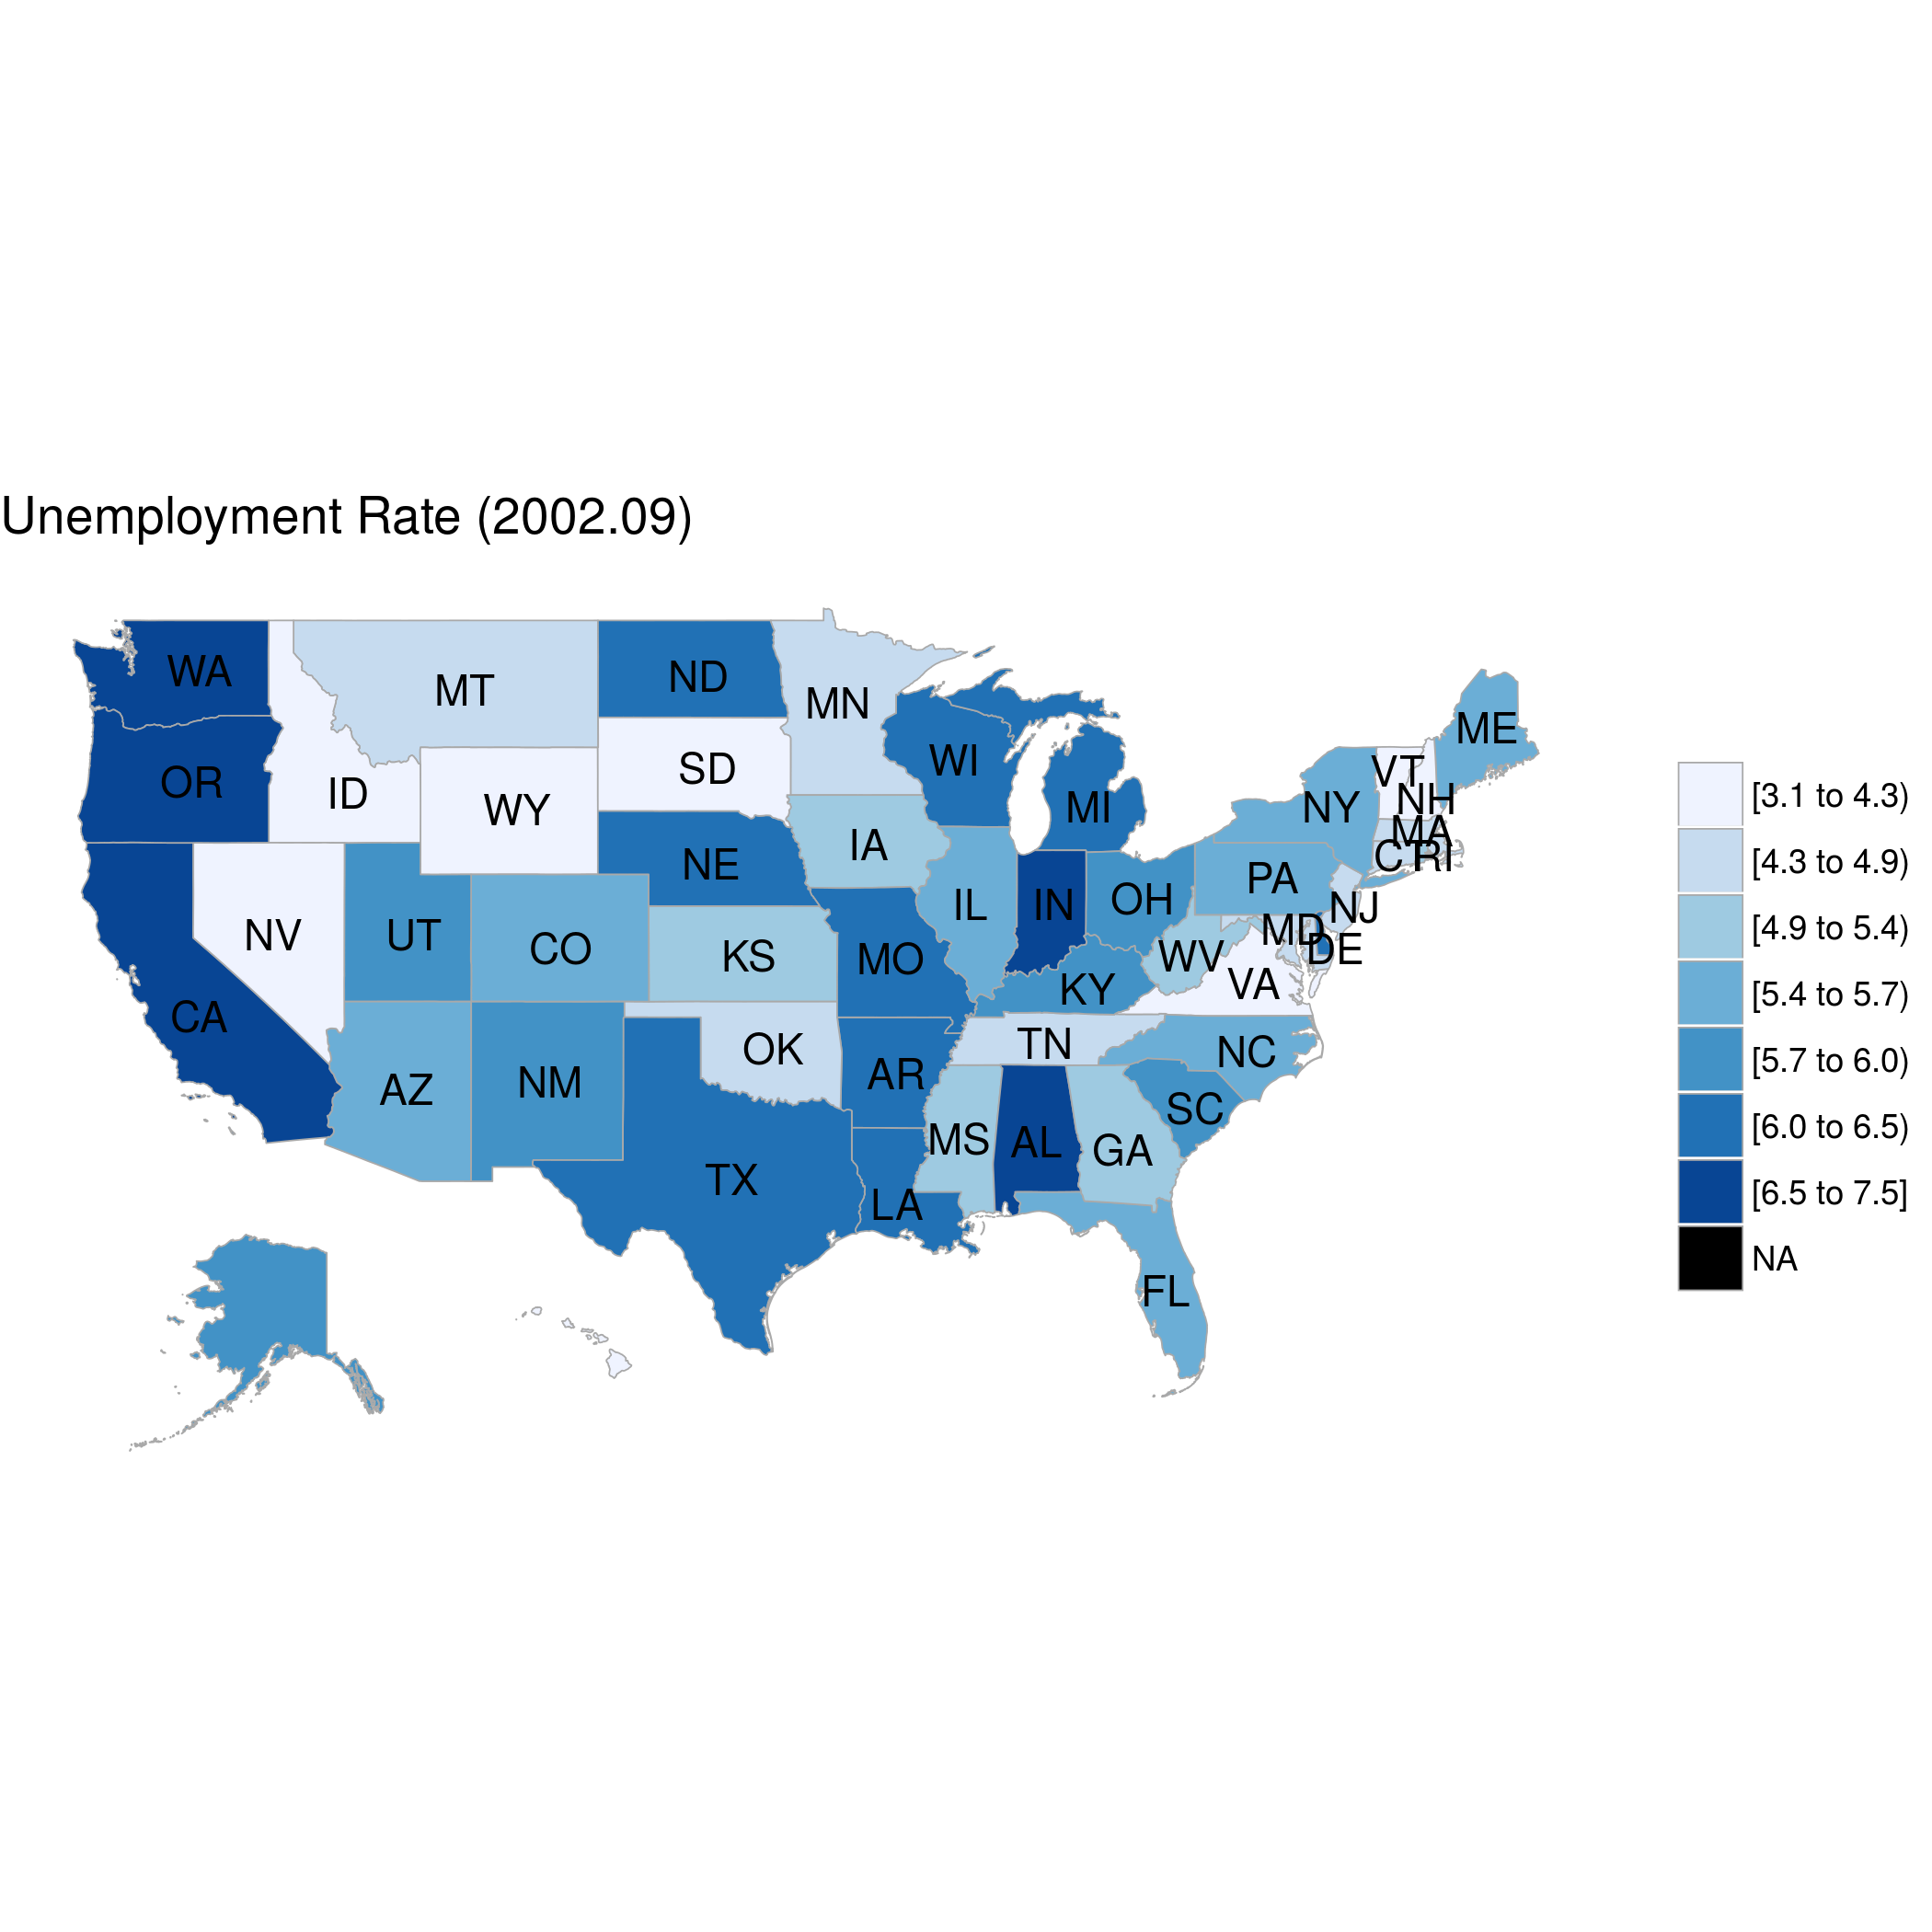 Unemployment Rate (2002.09)
WA
MT
ND
MN
ME
OR
ID
WY
SD
WI
MI
VT
NH
NY
MA
CT
RI
NV
UT
CO
NE
IA
KS
MO
IL
IN
OH
PA
NJ
MD
DE
WV
VA
KY
CA
AZ
NM
OK
AR
TN
NC
SC
TX
LA
MS
AL
GA
FL
[3.1 to 4.3)
[4.3 to 4.9)
[4.9 to 5.4)
[5.4 to 5.7)
[5.7 to 6.0)
[6.0 to 6.5)
[6.5 to 7.5]
NA